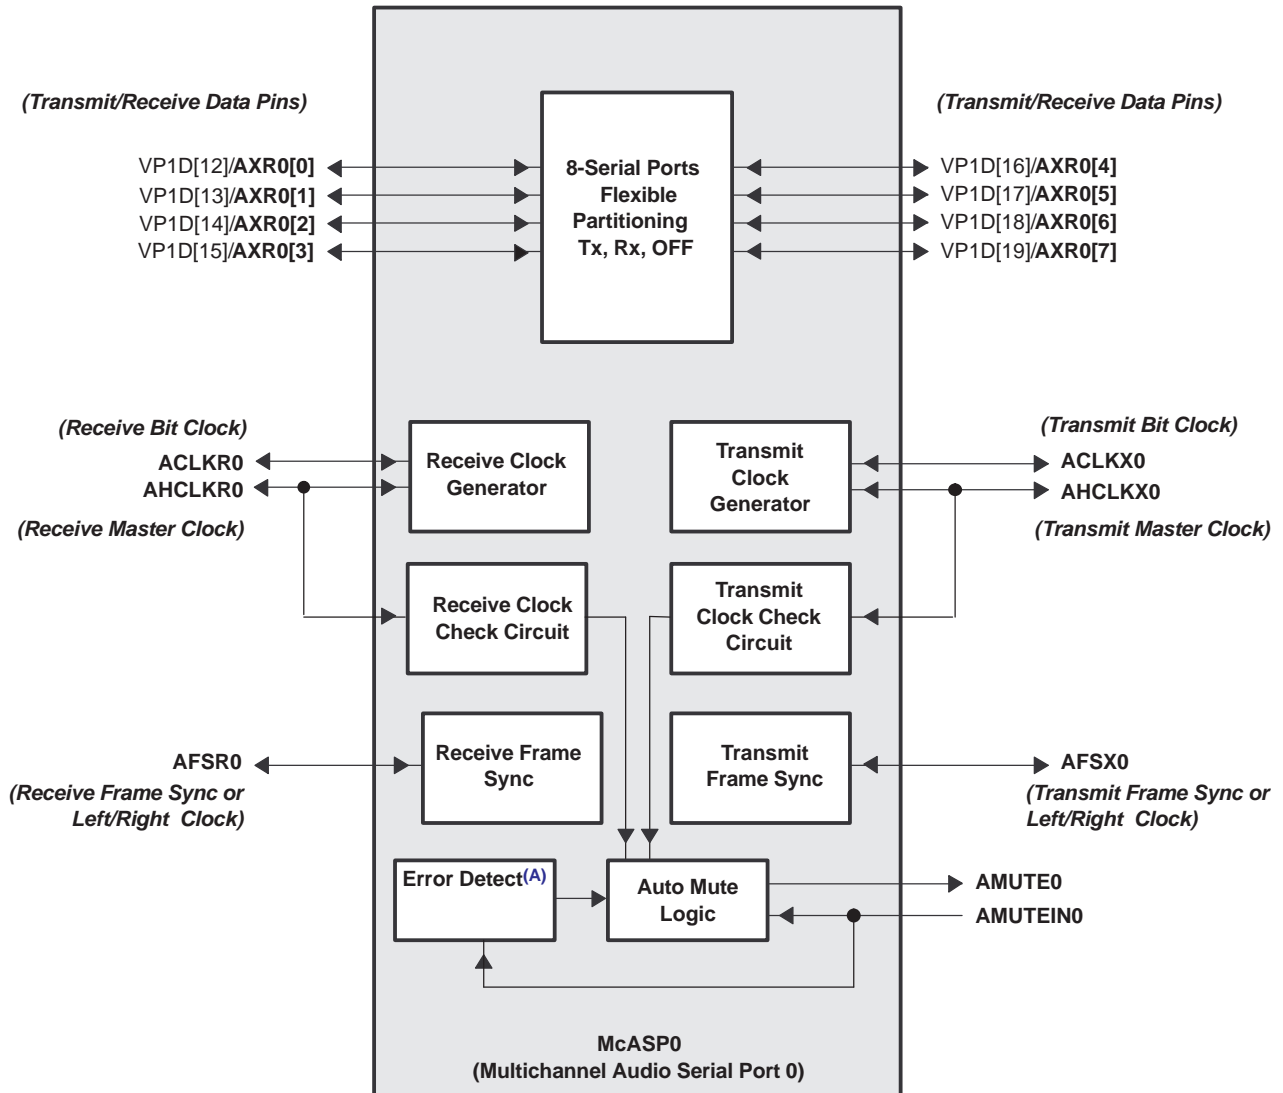 (Transmit/Receive Data Pins)
VP1D[12]/AXR0[0]
VP1D[13]/AXR0[1]
VP1D[14]/AXR0[2]
VP1D[15]/AXR0[3]
8-Serial Ports
Flexible
Partitioning
Tx, Rx, OFF
(Transmit/Receive Data Pins)
VP1D[16]/AXR0[4]
VP1D[17]/AXR0[5]
VP1D[18]/AXR0[6]
VP1D[19]/AXR0[7]
(Receive Bit Clock)
ACLKR0
AHCLKR0
(Receive Master Clock)
Receive Clock
Generator
Transmit
Clock
Generator
(Transmit Bit Clock)
ACLKX0
AHCLKX0
(Transmit Master Clock)
Receive Clock
Check Circuit
Transmit
Clock Check
Circuit
AFSR0
(Receive Frame Sync or
Left/Right Clock)
Receive Frame
Sync
Transmit
Frame Sync
AFSX0
(Transmit Frame Sync or
Left/Right Clock)
Error Detect(A)
Auto Mute
Logic
AMUTE0
AMUTEIN0
McASP0
(Multichannel Audio Serial Port 0)